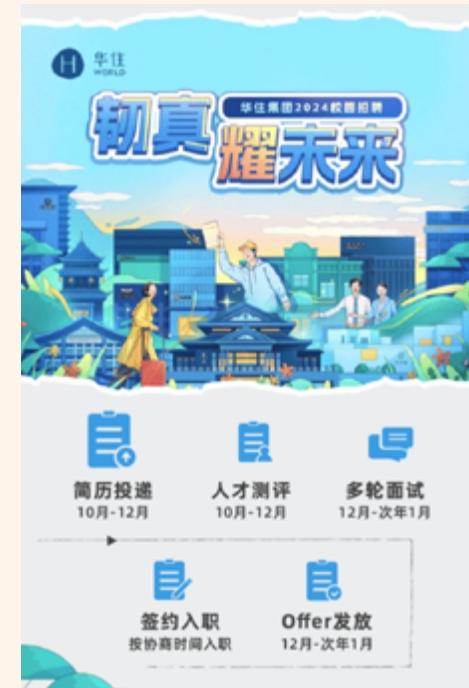 H 华住
WORLD
华住集团2024校园招聘
韧真
耀未来
简历投递
10月-12月
人才测评
10月-12月
多轮面试
12月-次年1月
签约入职
按协商时间入职
Offer发放
12月-次年1月